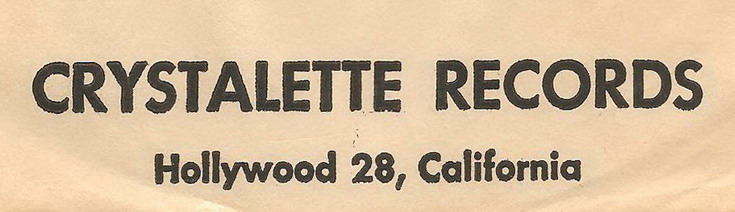 CRYSTALETTE RECORDS
Hollywood 28, California